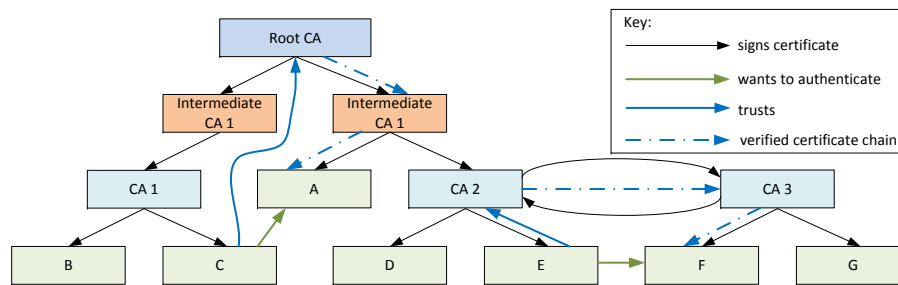 Root CA
Key:
signs certificate
wants to authenticate
trusts
verified certificate chain
Intermediate
CA 1
Intermediate
CA 1
CA 1
A
CA 2
CA 3
B
C
D
E
F
G